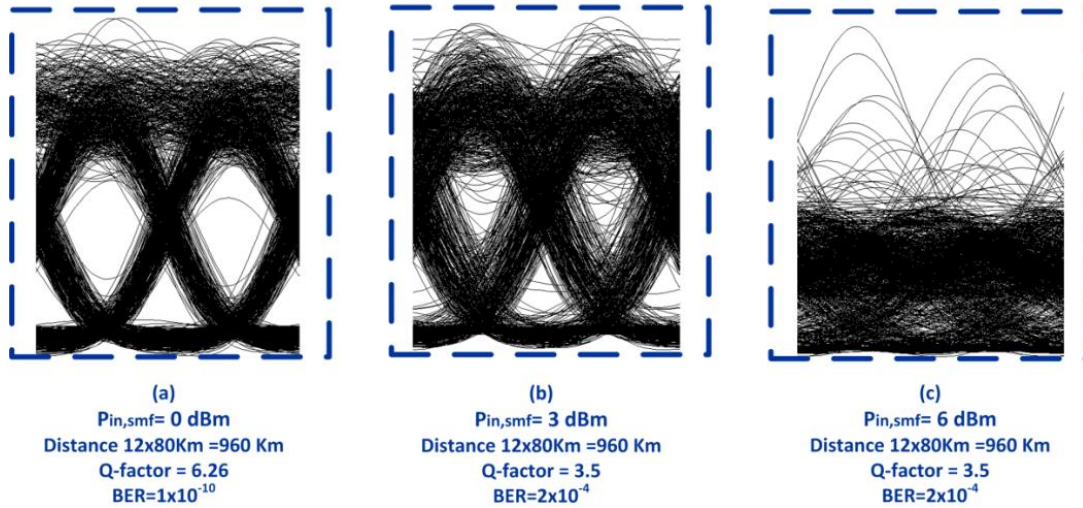 (a)
Pin,smf= 0 dBm
Distance 12x80Km =960 Km
Q-factor = 6.26
BER=1x10⁻¹⁰
(b)
Pin,smf= 3 dBm
Distance 12x80Km =960 Km
Q-factor = 3.5
BER=2x10⁻⁴
(c)
Pin,smf= 6 dBm
Distance 12x80Km =960 Km
Q-factor = 3.5
BER=2x10⁻⁴